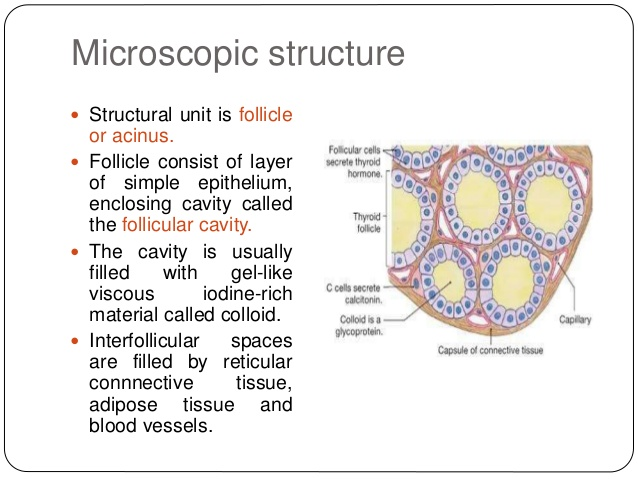 Microscopic structure
• Structural unit is follicle
or acinus.
• Follicle consist of layer
of simple epithelium,
enclosing cavity called
the follicular cavity.
• The cavity is usually
filled with gel-like
viscous iodine-rich
material called colloid.
• Interfollicular spaces
are filled by reticular
connnective tissue,
adipose tissue and
blood vessels.
Follicular cells
secrete thyroid
hormone.
Thyroid
follicle
C cells secrete
calcitonin.
Colloid is a
glycoprotein.
Capillary
Capsule of connective tissue